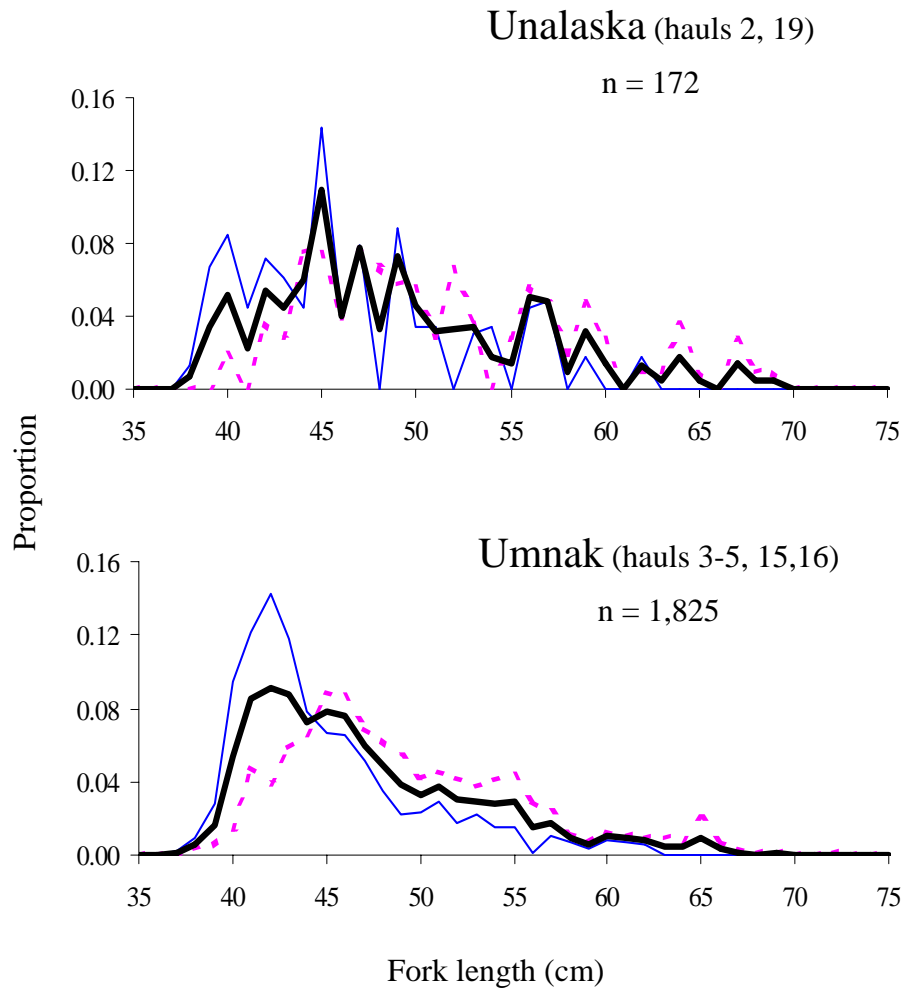 Unalaska (hauls 2, 19)
n = 172
0.16
0.12
0.08
0.04
0.00
35 40 45 50 55 60 65 70 75
Proportion
Umnak (hauls 3-5, 15,16)
n = 1,825
0.16
0.12
0.08
0.04
0.00
35 40 45 50 55 60 65 70 75
Fork length (cm)